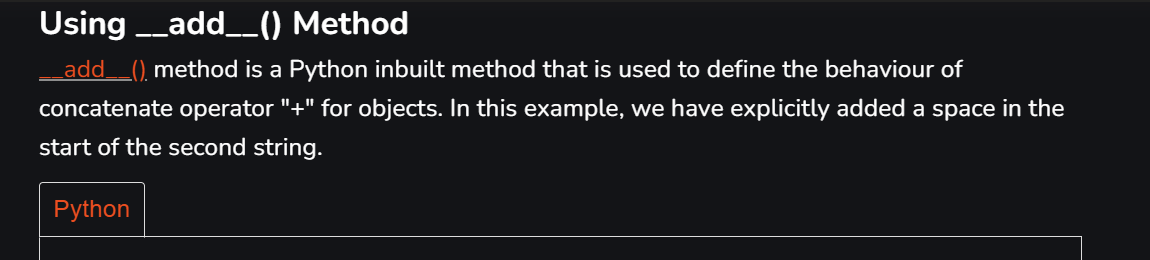 Using __add__() Method
__add__() method is a Python inbuilt method that is used to define the behaviour of
concatenate operator "+" for objects. In this example, we have explicitly added a space in the
start of the second string.
Python